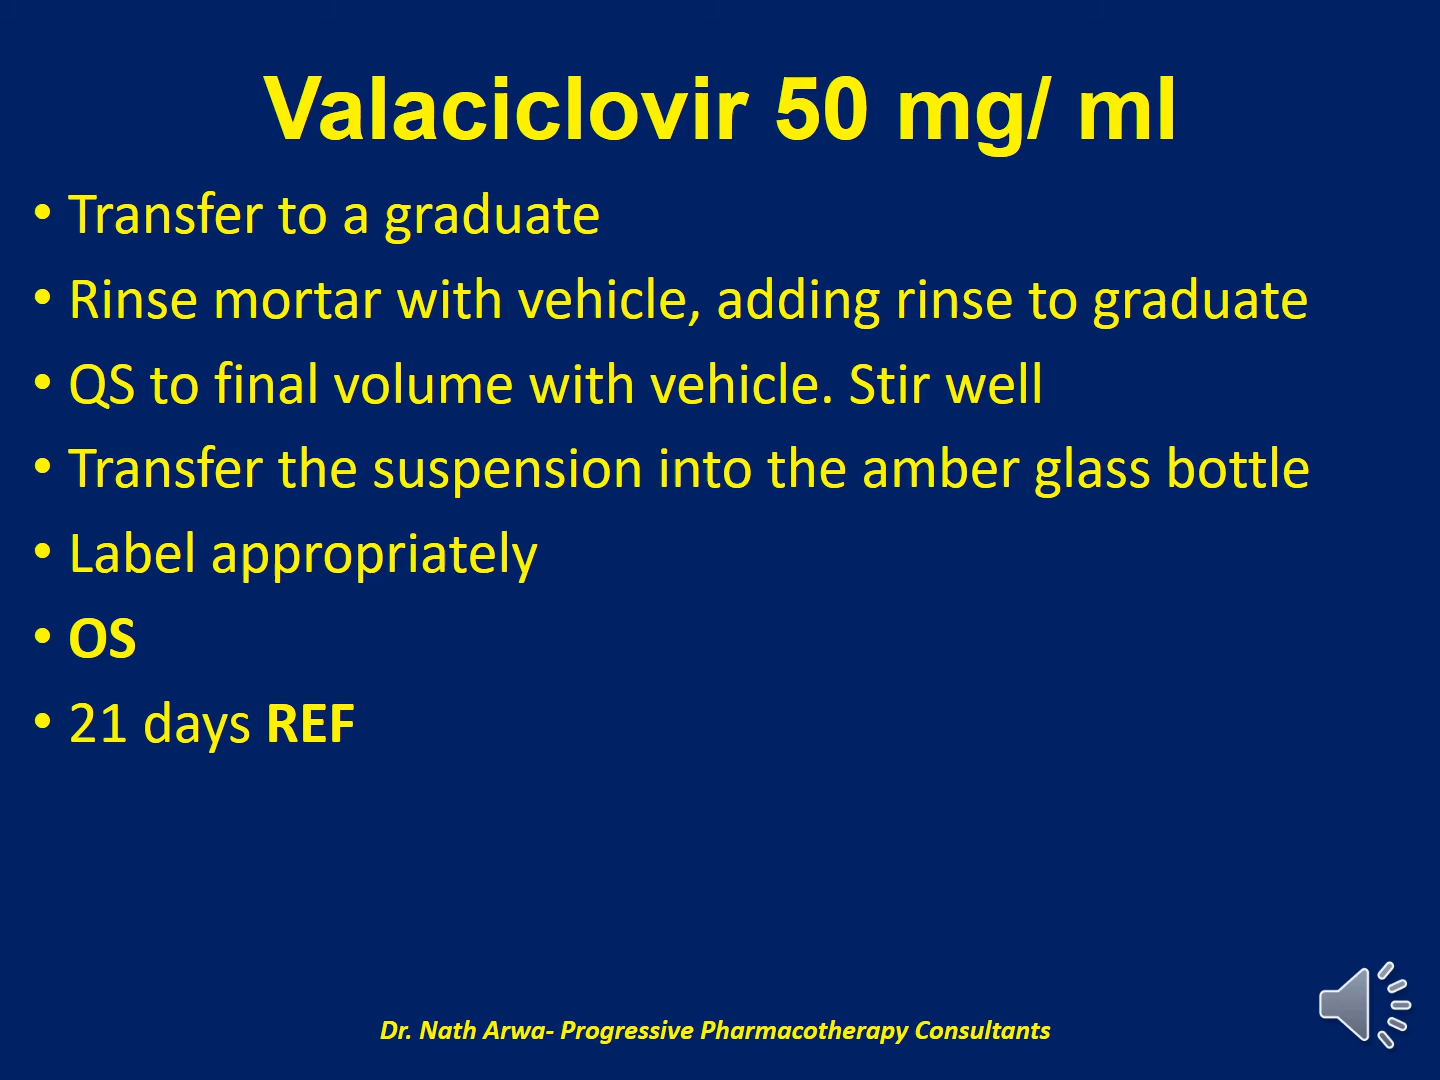 Valaciclovir 50 mg/ ml
• Transfer to a graduate
• Rinse mortar with vehicle, adding rinse to graduate
• QS to final volume with vehicle. Stir well
• Transfer the suspension into the amber glass bottle
• Label appropriately
• OS
• 21 days REF
Dr. Nath Arwa- Progressive Pharmacotherapy Consultants